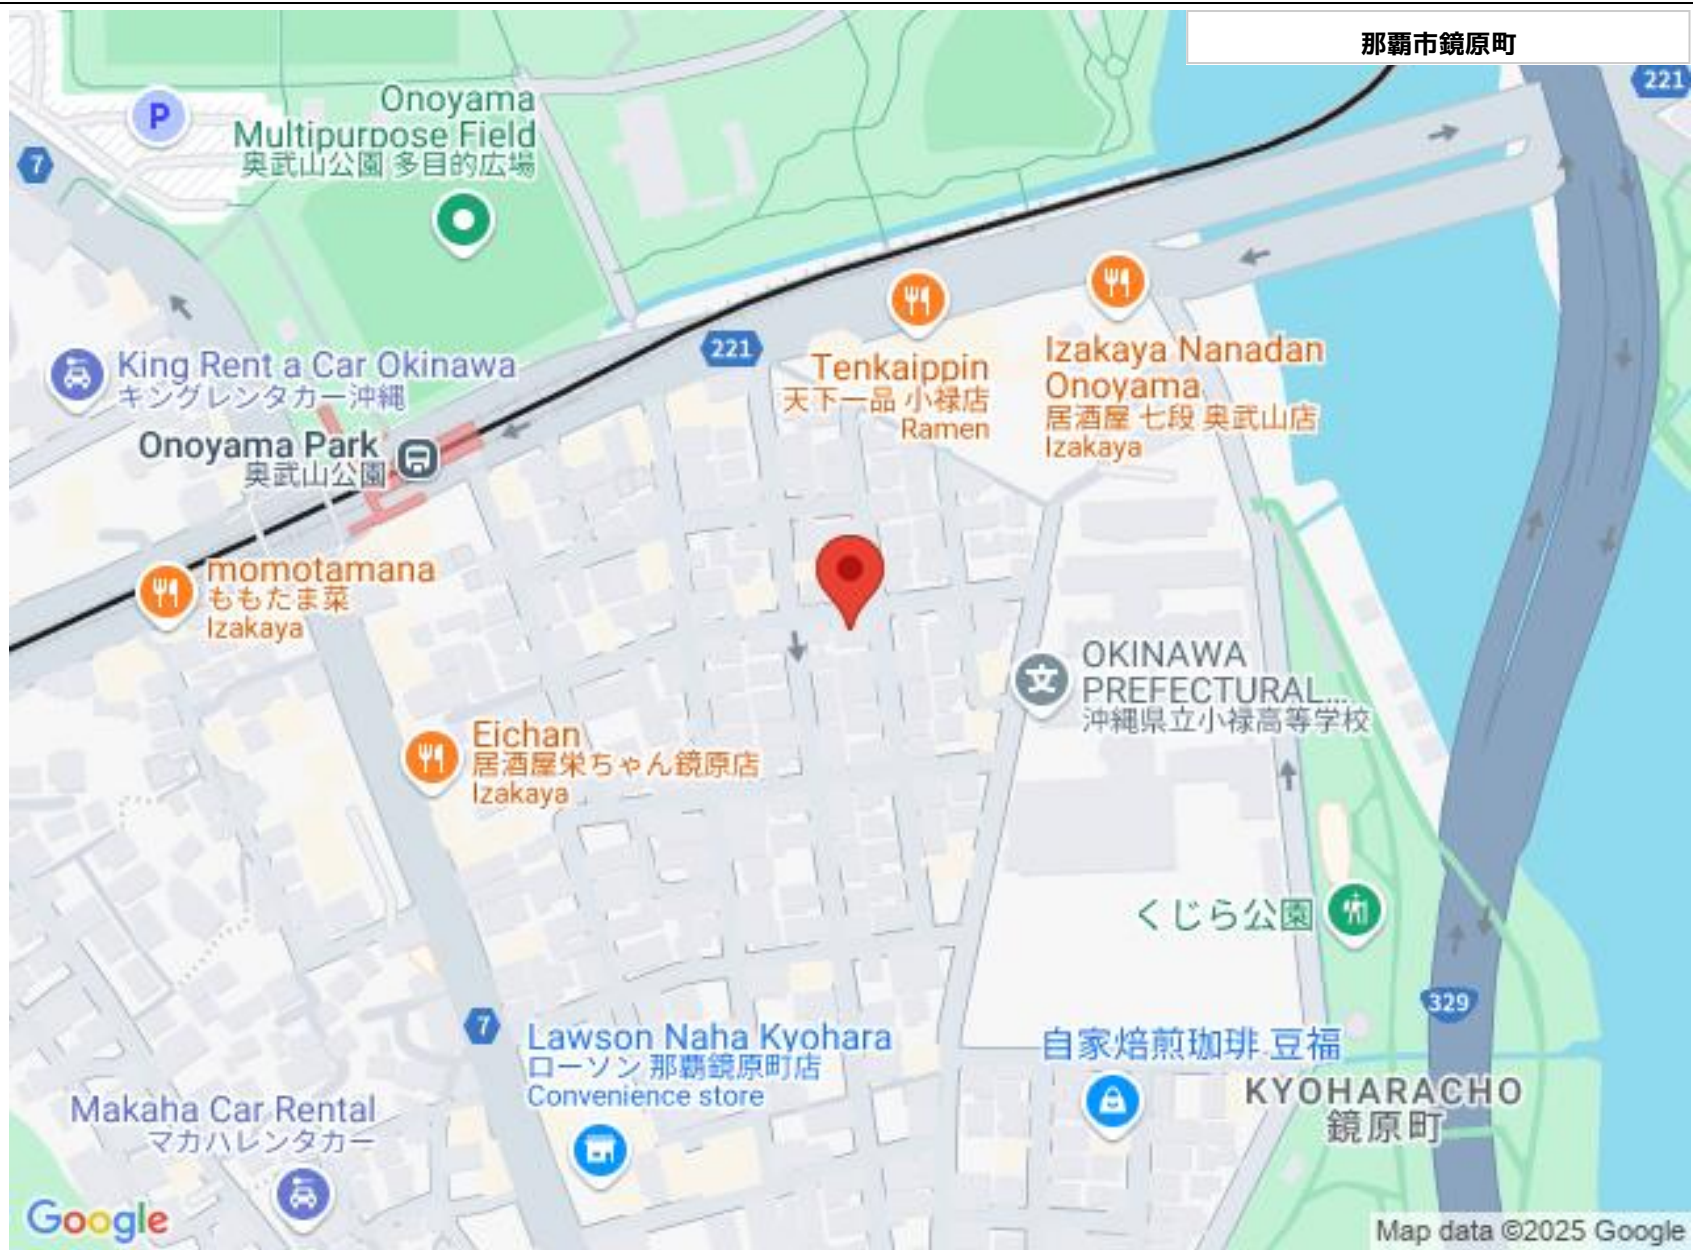 那覇市鏡原町
221
P
Onoyama
Multipurpose Field
奥武山公園 多目的広場
7
King Rent a Car Okinawa
キングレンタカー沖縄
221
Tenkaippin
天下一品 小禄店
Ramen
Izakaya Nanadan
Onoyama
居酒屋 七段 奥武山店
Izakaya
Onoyama Park
奥武山公園
momotamana
ももたま菜
Izakaya
文
OKINAWA
PREFECTURAL...
沖縄県立小禄高等学校
Eichan
居酒屋栄ちゃん鏡原店
Izakaya
くじら公園
329
7
Lawson Naha Kyohara
ローソン 那覇鏡原町店
Convenience store
自家焙煎珈琲 豆福
KYOHARACHO
鏡原町
Makaha Car Rental
マカハレンタカー
Google
Map data ©2025 Google